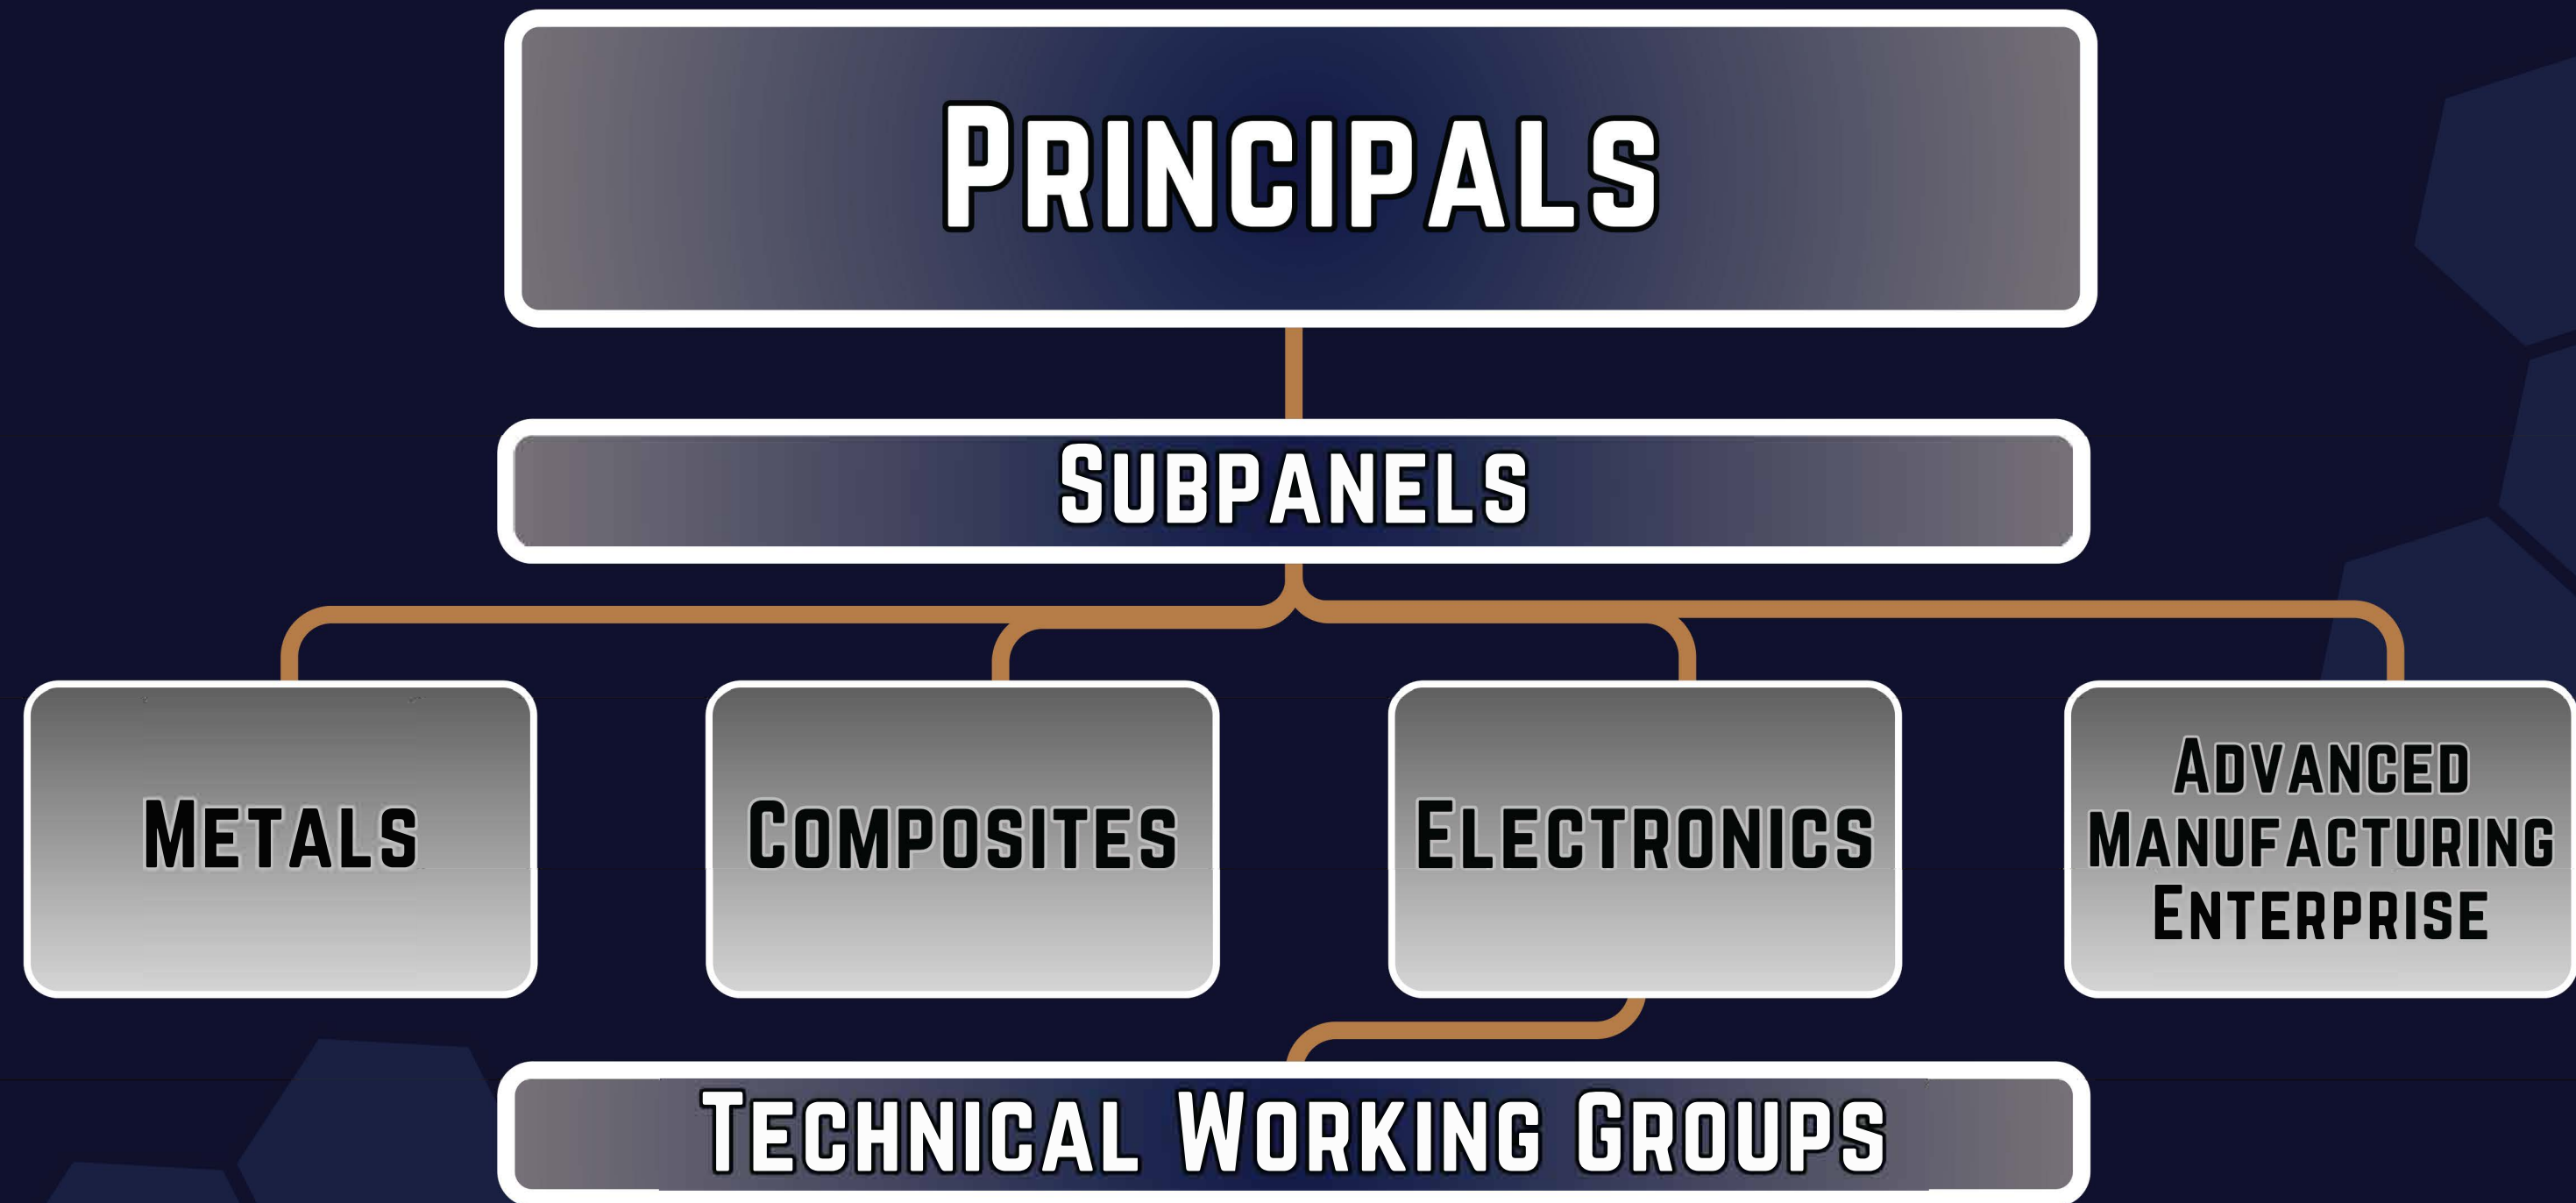 Principals
Subpanels
Metals
Composites
Electronics
Advanced
Manufacturing
Enterprise
Technical Working Groups